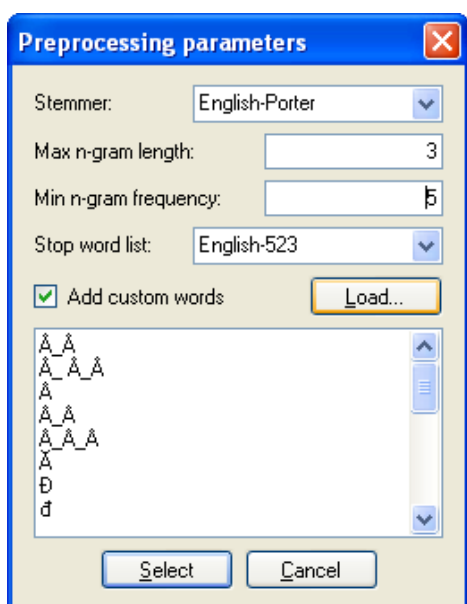 Preprocessing parameters
Stemmer: English-Porter
Max n-gram length: 3
Min n-gram frequency: 5
Stop word list: English-523
Add custom words Load...
Â_Â
Â_Â_Â
Â
Â_Â
Â_Â_Â
Ă
Đ
đ
Select Cancel